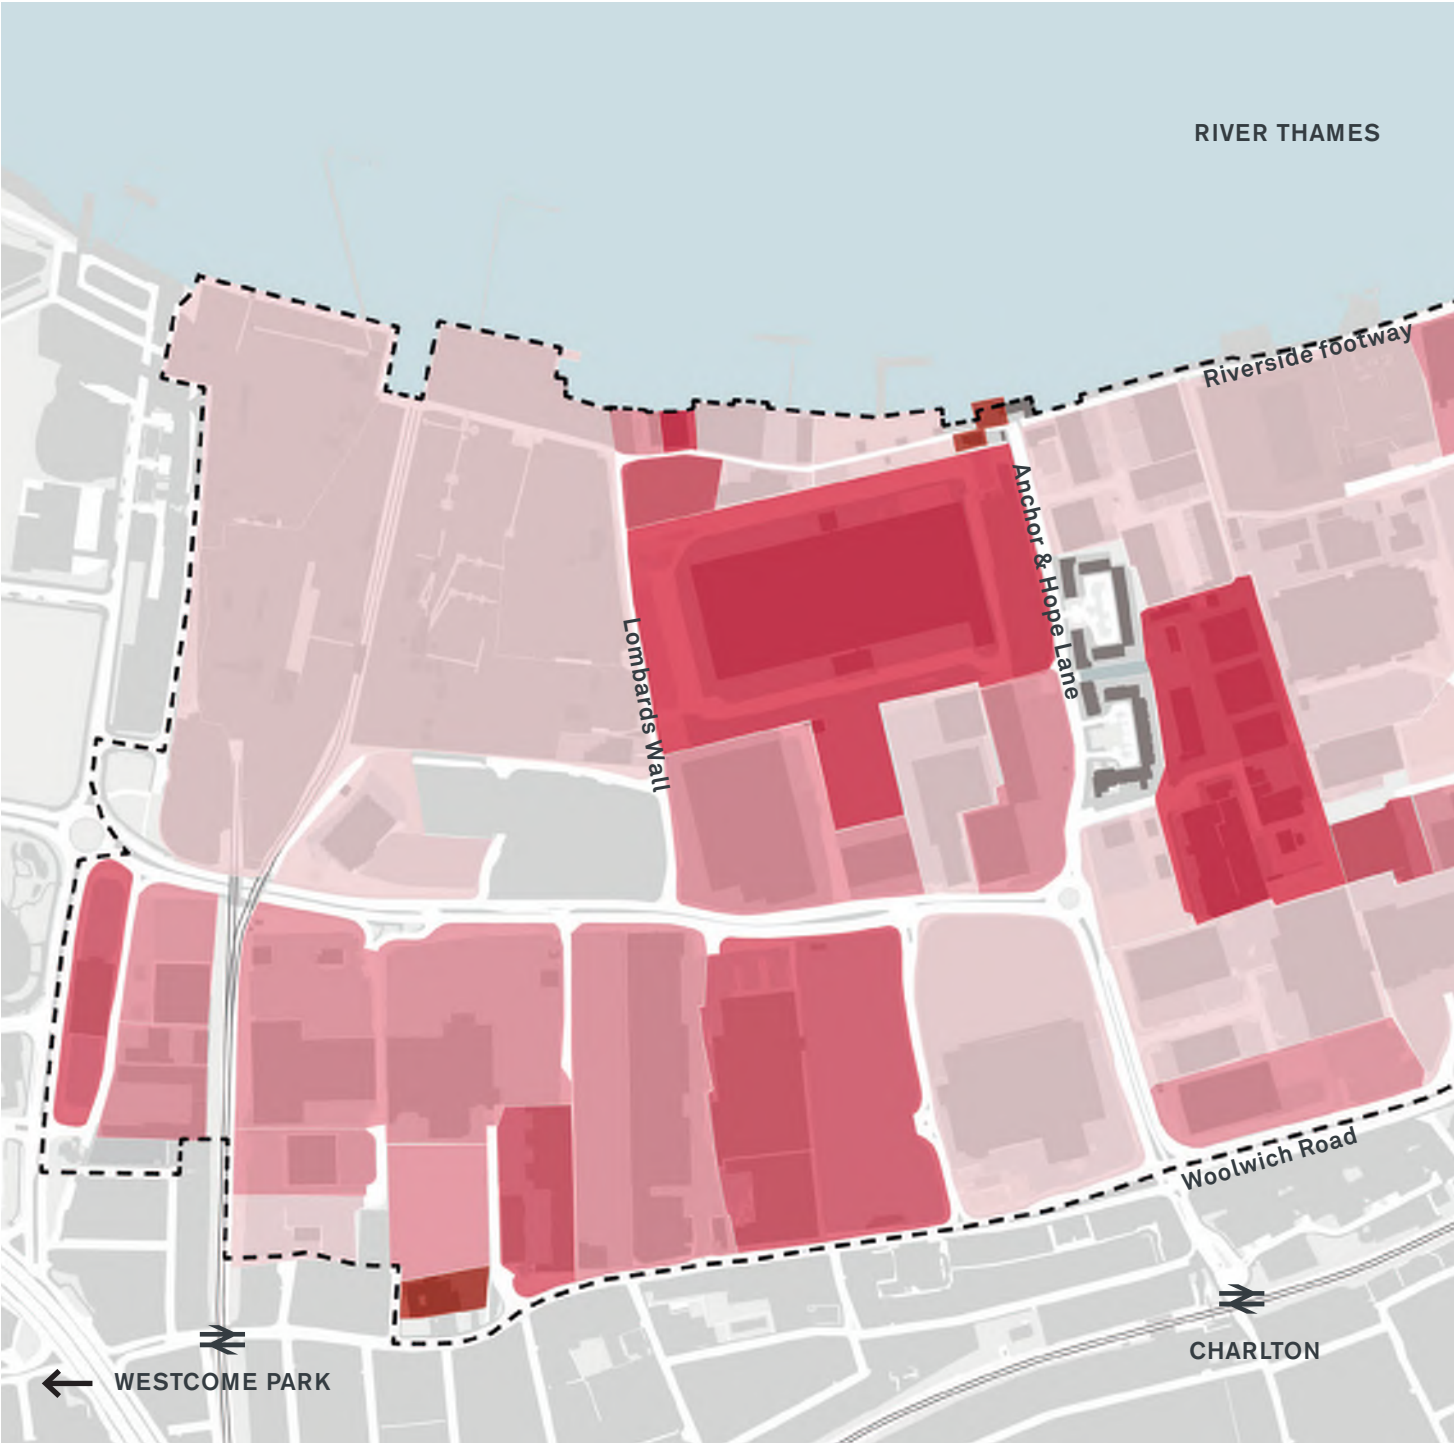 RIVER THAMES
Riverside footway
Anchor & Hope Lane
Lombards Wall
Woolwich Road
CHARLTON
WESTCOME PARK